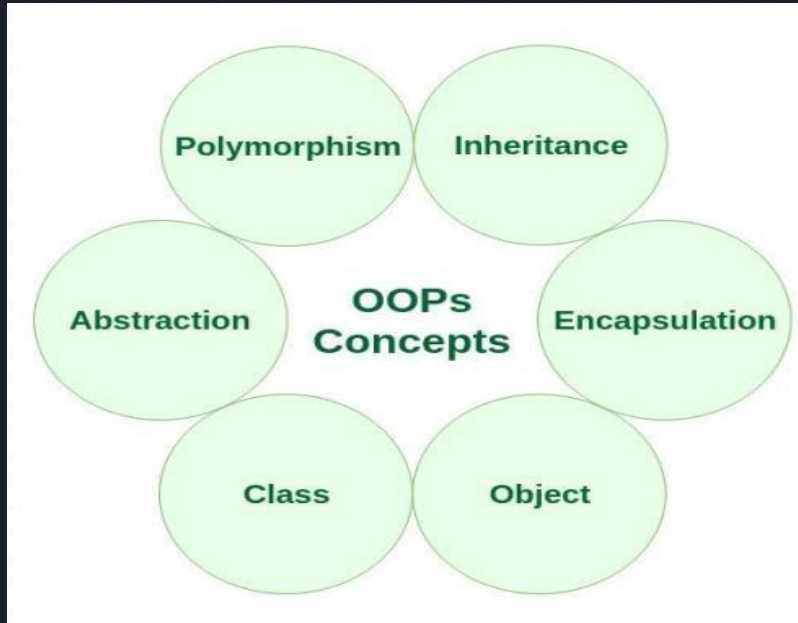 Polymorphism
Inheritance
Abstraction
OOPs
Concepts
Encapsulation
Class
Object